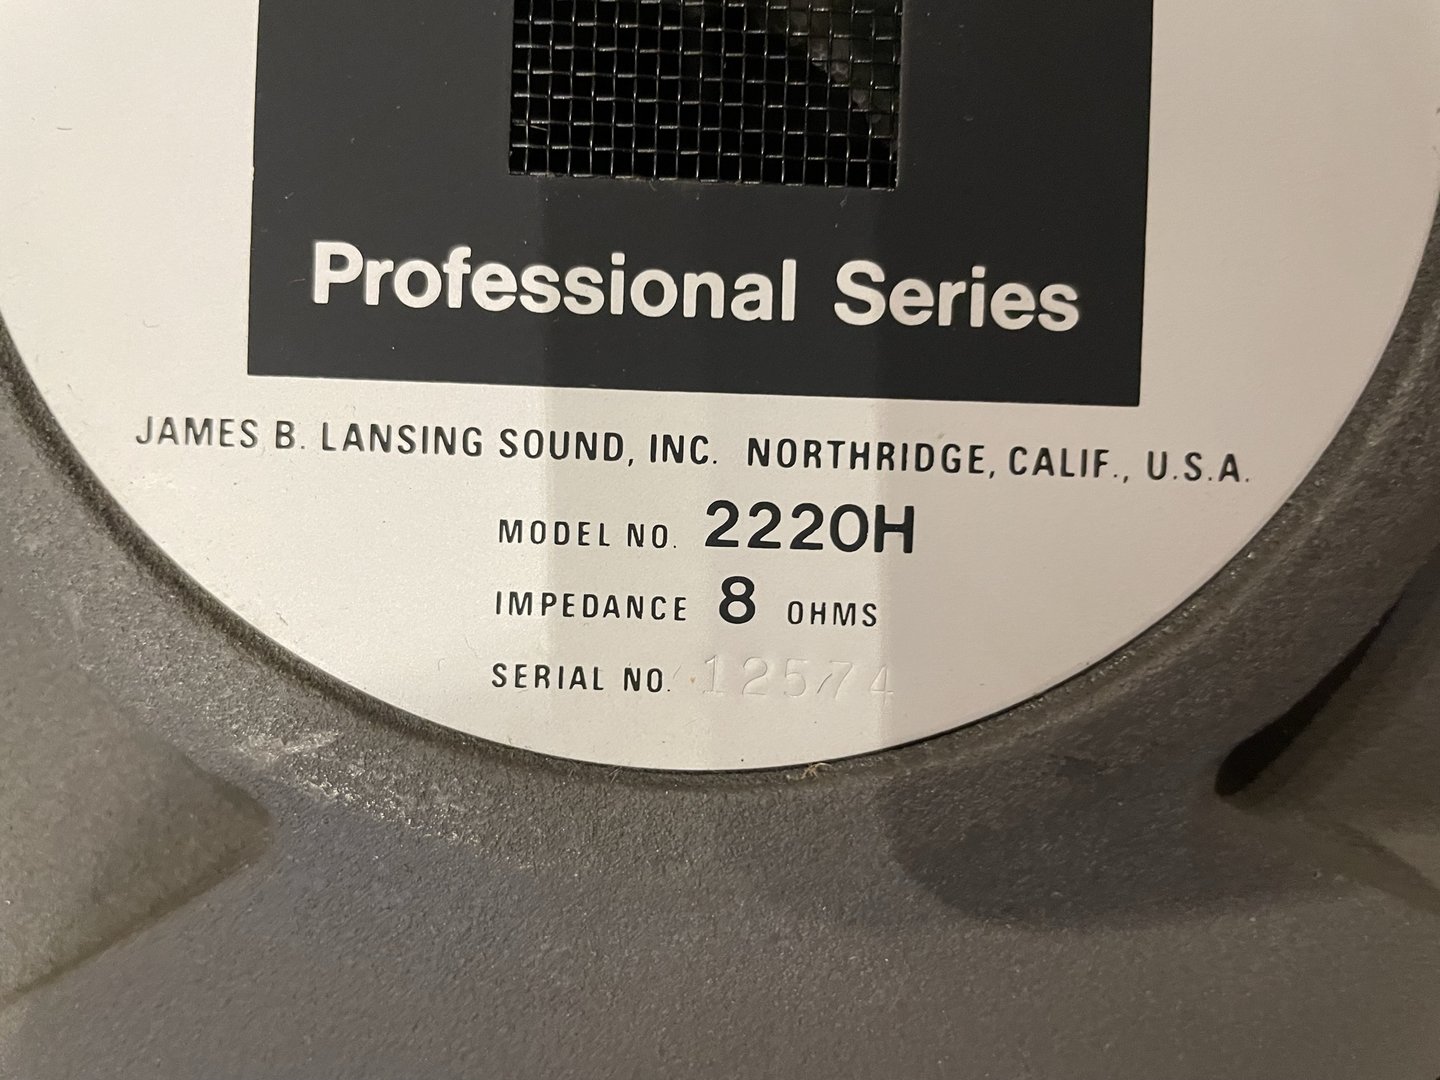 Professional Series
JAMES B. LANSING SOUND, INC. NORTHRIDGE, CALIF., U.S.A.
MODEL NO. 2220H
IMPEDANCE 8 OHMS
SERIAL NO. 12574